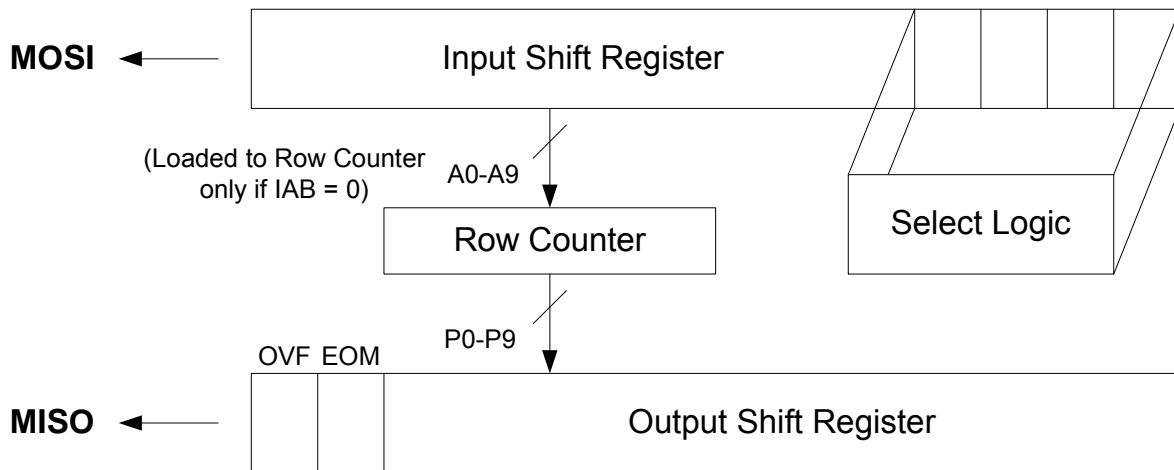 MOSI
Input Shift Register
(Loaded to Row Counter
only if IAB = 0)
A0-A9
Row Counter
Select Logic
P0-P9
OVF EOM
MISO
Output Shift Register